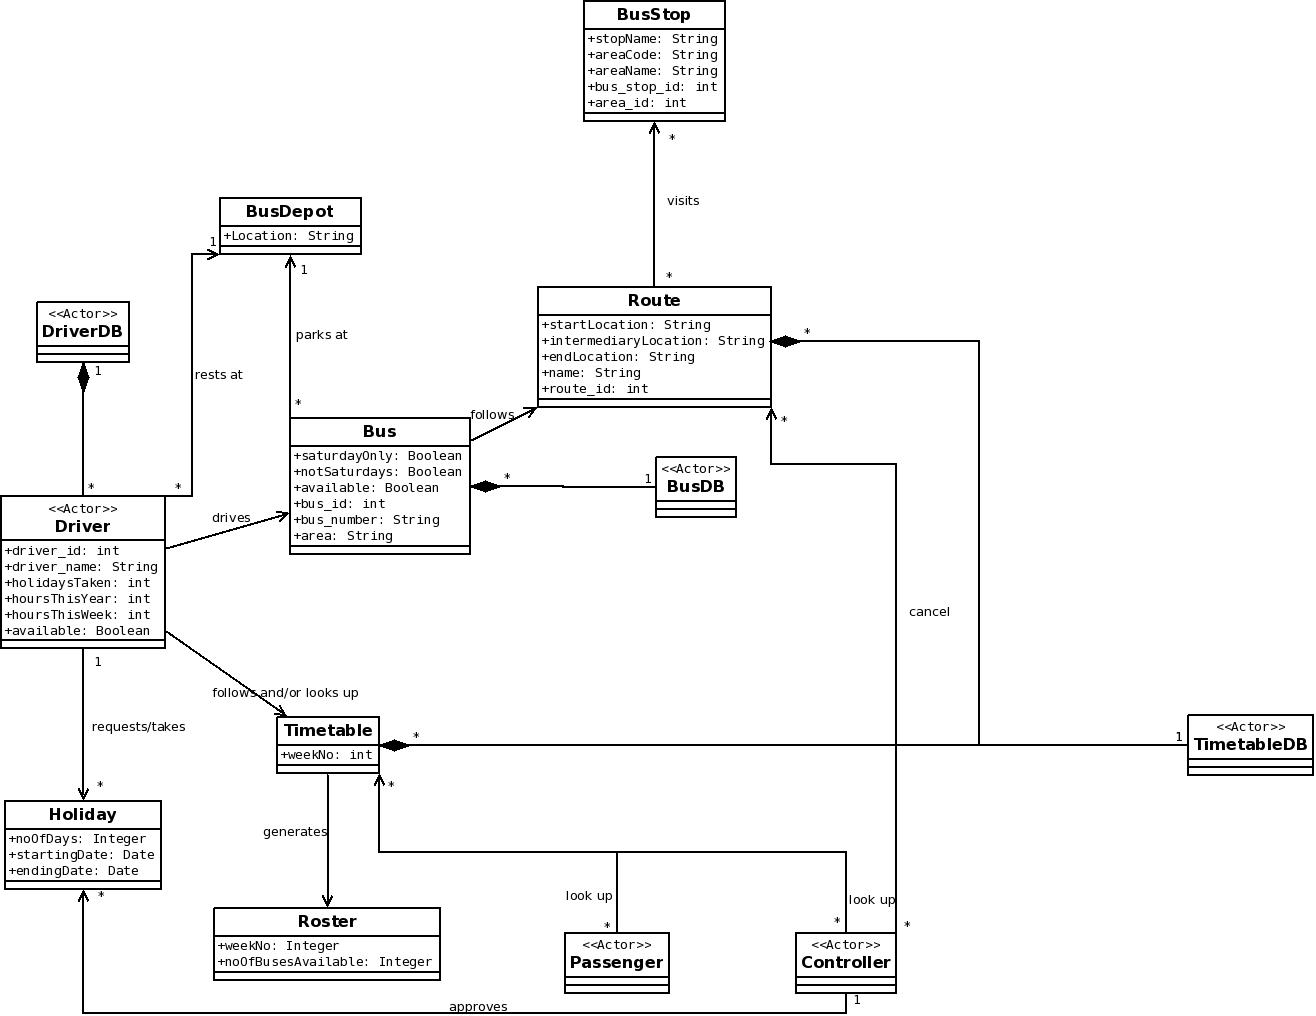 BusStop
+stopName: String
+areaCode: String
+areaName: String
+bus_stop_id: int
+area_id: int
*
visits
*
BusDepot
+Location: String
1
1
parks at
*
rests at
*
<<Actor>>
DriverDB
1
*
Route
+startLocation: String
+intermediaryLocation: String
+endLocation: String
+name: String
+route_id: int
*
*
follows
Bus
+saturdayOnly: Boolean
+notSaturdays: Boolean
+available: Boolean
+bus_id: int
+bus_number: String
+area: String
*
1
<<Actor>>
BusDB
<<Actor>>
Driver
+driver_id: int
+driver_name: String
+holidaysTaken: int
+hoursThisYear: int
+hoursThisWeek: int
+available: Boolean
drives
1
requests/takes
*
follows and/or looks up
cancel
Timetable
+weekNo: int
*
*
1
<<Actor>>
TimetableDB
Holiday
+noOfDays: Integer
+startingDate: Date
+endingDate: Date
*
generates
Roster
+weekNo: Integer
+noOfBusesAvailable: Integer
look up
*
<<Actor>>
Passenger
look up
*
*
<<Actor>>
Controller
1
approves